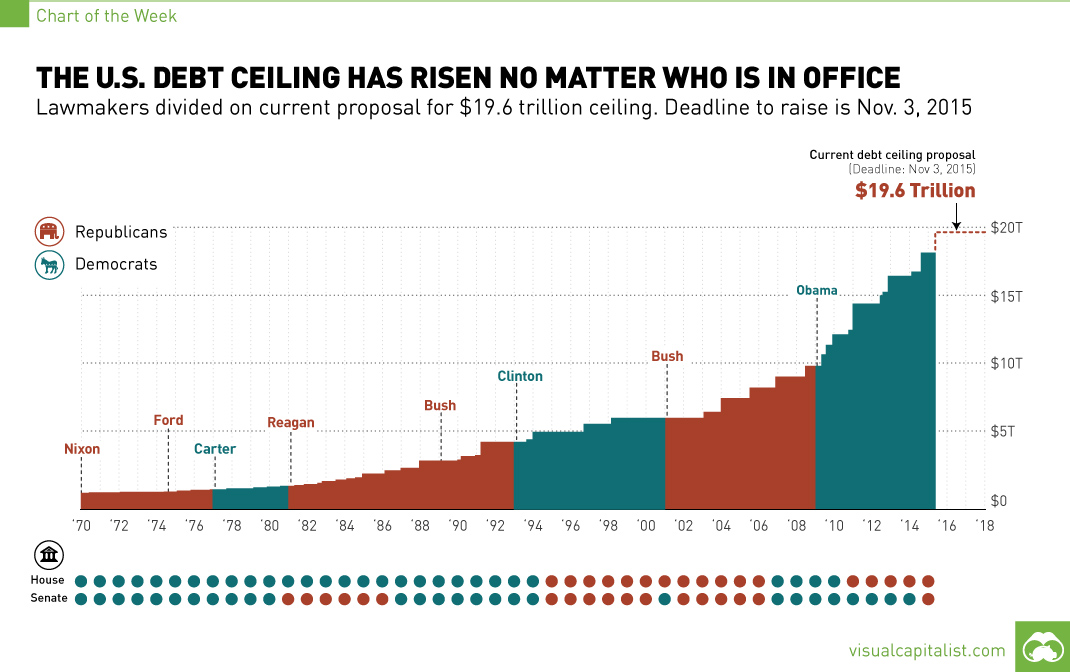 Chart of the Week
THE U.S. DEBT CEILING HAS RISEN NO MATTER WHO IS IN OFFICE
Lawmakers divided on current proposal for $19.6 trillion ceiling. Deadline to raise is Nov. 3, 2015
Current debt ceiling proposal
(Deadline: Nov 3, 2015)
$19.6 Trillion
Republicans
Democrats
$20T
$15T
$10T
$5T
$0
Nixon
Ford
Carter
Reagan
Bush
Clinton
Bush
Obama
‘70 ‘72 ‘74 ‘76 ‘78 ‘80 ‘82 ‘84 ‘86 ‘88 ‘90 ‘92 ‘94 ‘96 ‘98 ‘00 ‘02 ‘04 ‘06 ‘08 ‘10 ‘12 ‘14 ‘16 ‘18
House
Senate
visualcapitalist.com